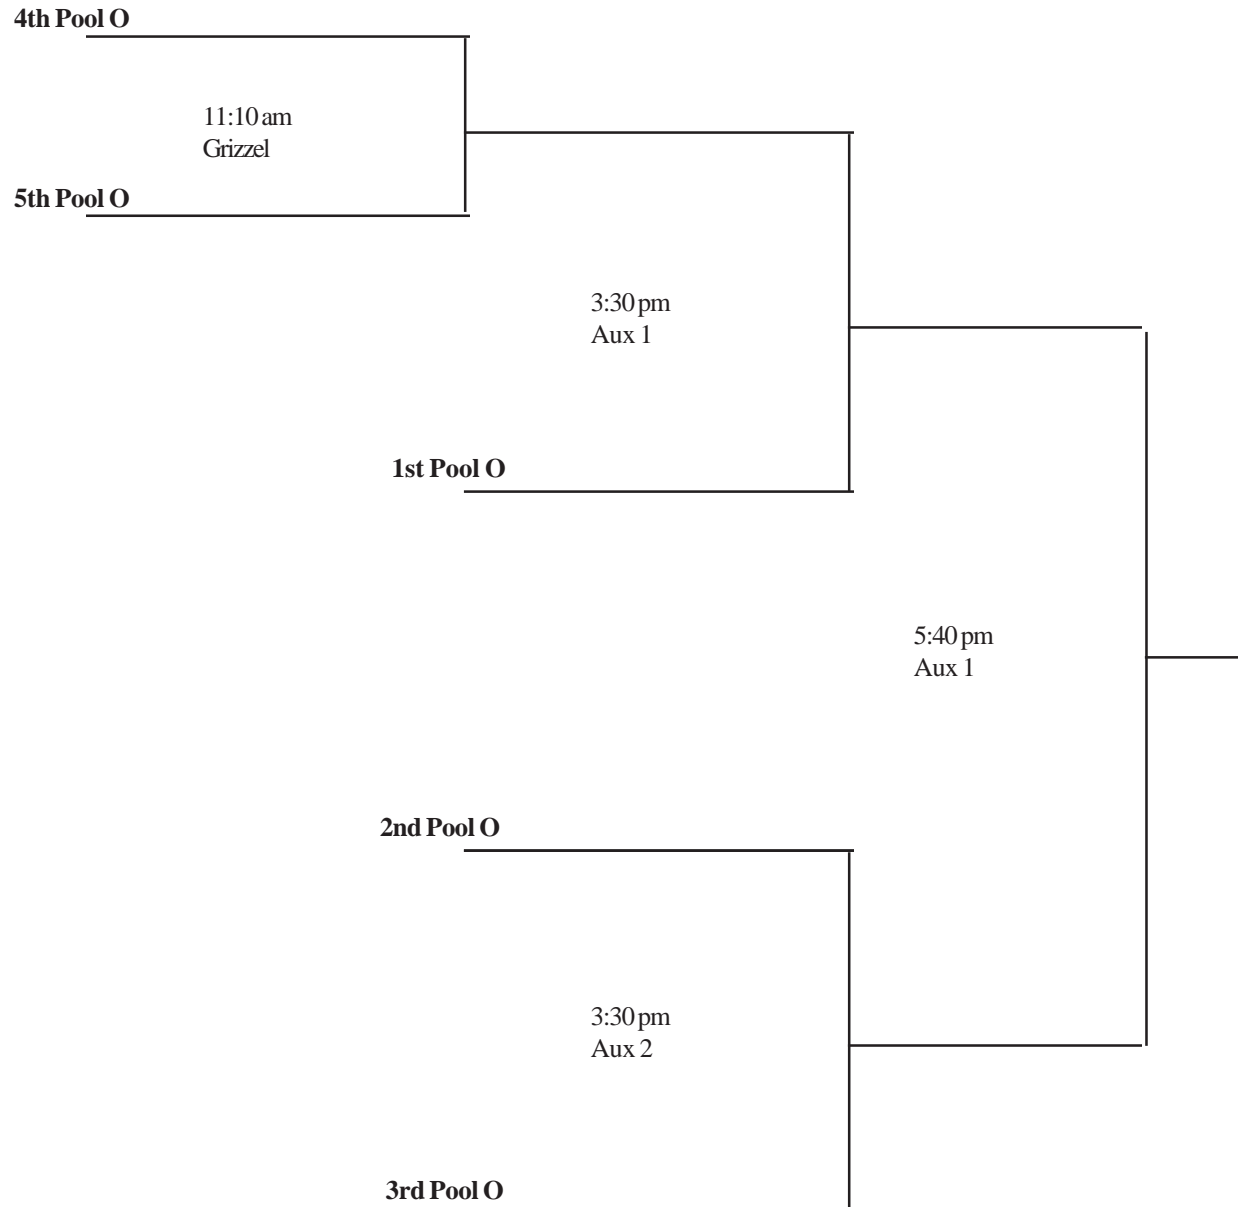 4th Pool O
11:10 am
Grizzel
5th Pool O
3:30 pm
Aux 1
1st Pool O
5:40 pm
Aux 1
2nd Pool O
3:30 pm
Aux 2
3rd Pool O